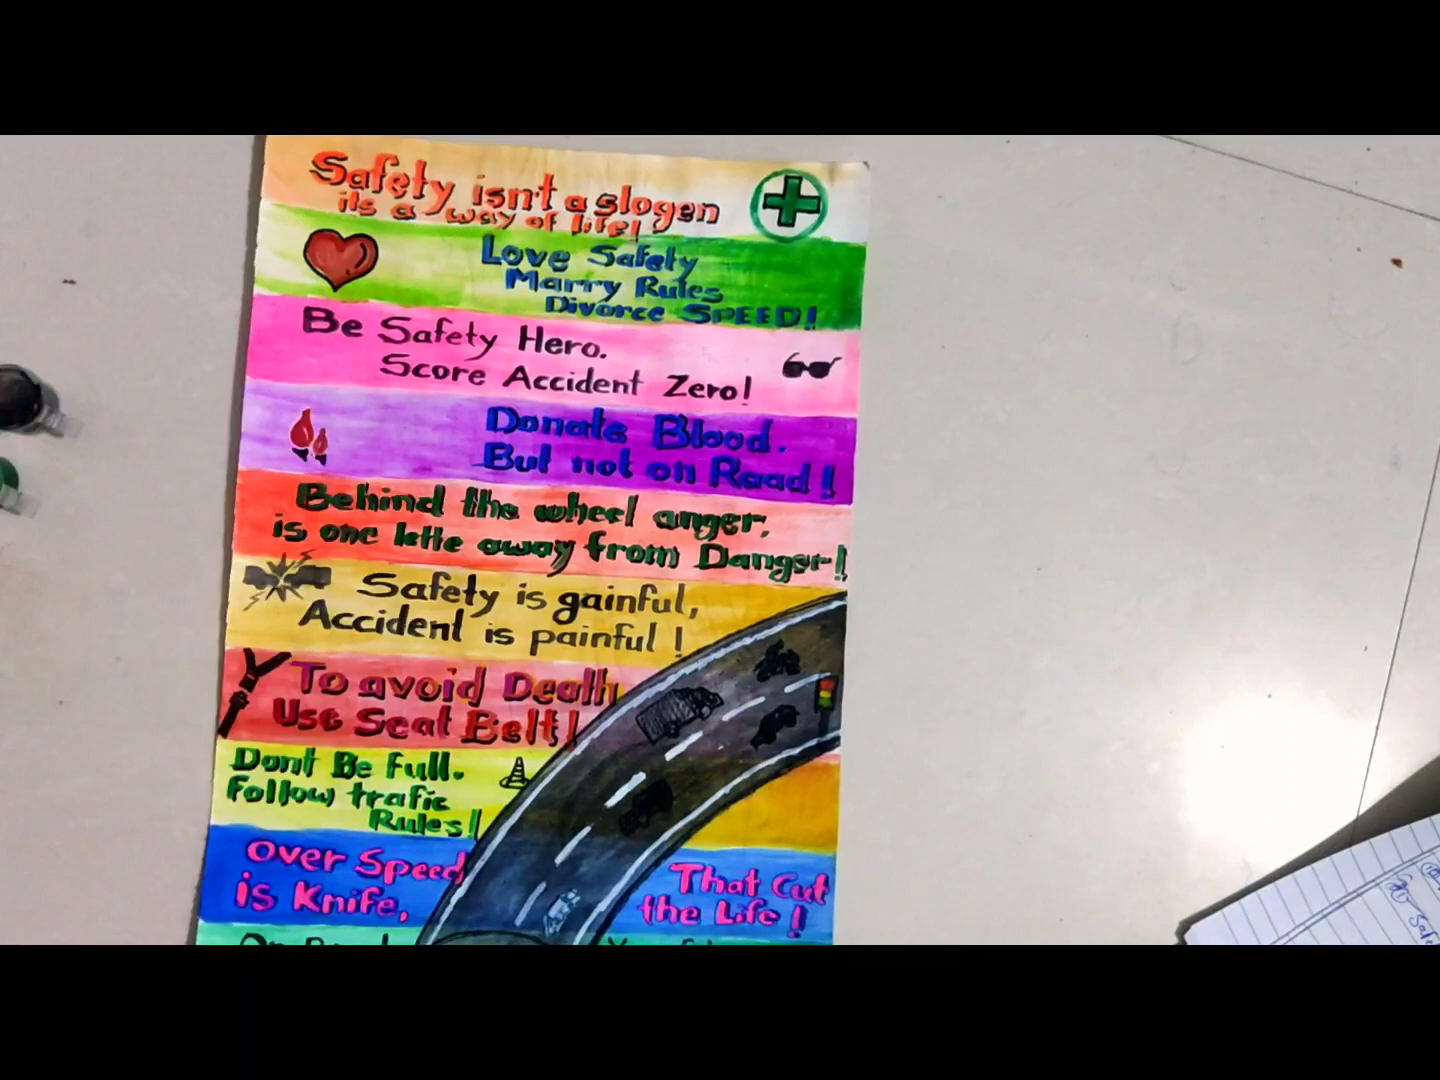 Safety isn't a slogen
its a way of life!
Love Safety
Marry Rules
Divorce SPEED!
Be Safety Hero.
Score Accident Zero!
Donate Blood.
But not on Road!
Behind the wheel anger,
is one lette away from Danger!
Safety is gainful,
Accident is painful!
To avoid Death
Use Seat Belt!
Dont Be full.
Follow trafic
Rules!
over Speed
is Knife,
That Cut
the Life!